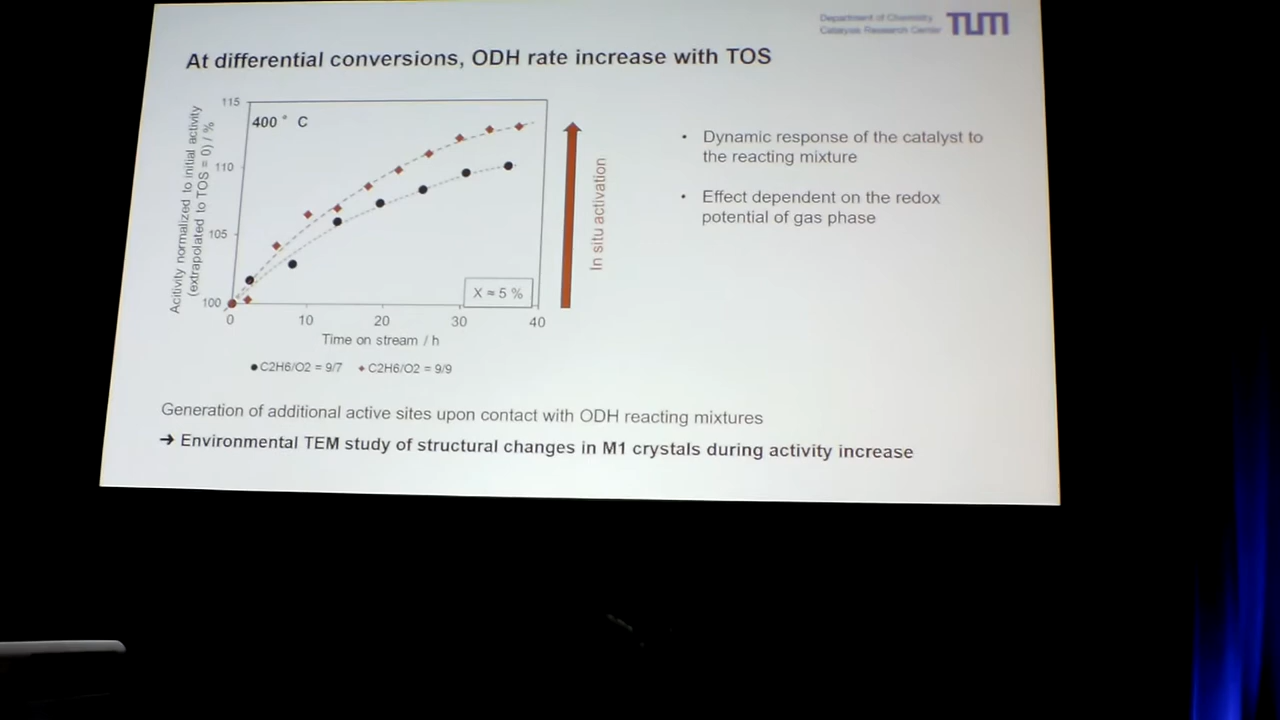 Department of Chemistry
Catalysis Research Center
TUM
At differential conversions, ODH rate increase with TOS
Acitivity normalized to initial activity
(extrapolated to TOS = 0) / %
115
110
105
100
400 ° C
X ≈ 5 %
0 10 20 30 40
Time on stream / h
C2H6/O2 = 9/7 C2H6/O2 = 9/9
In situ activation
• Dynamic response of the catalyst to
the reacting mixture
• Effect dependent on the redox
potential of gas phase
Generation of additional active sites upon contact with ODH reacting mixtures
➔ Environmental TEM study of structural changes in M1 crystals during activity increase